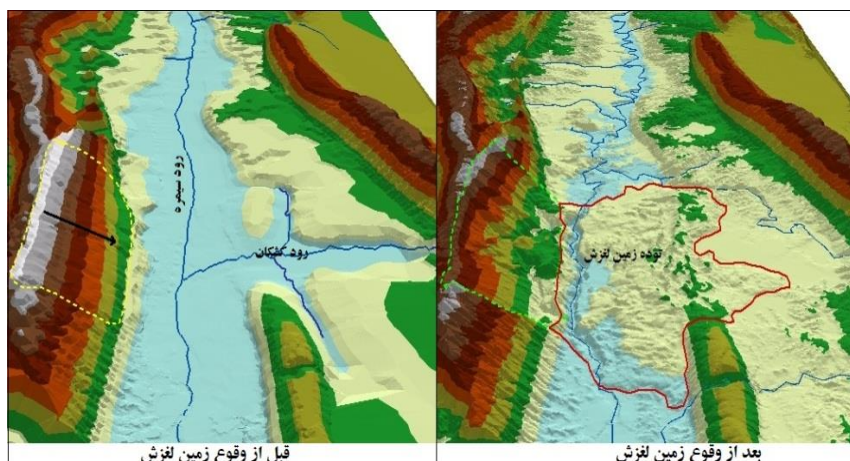 رود سیمره
رود کشکان
قبل از وقوع زمین لغزش
توده زمین لغزش
بعد از وقوع زمین لغزش